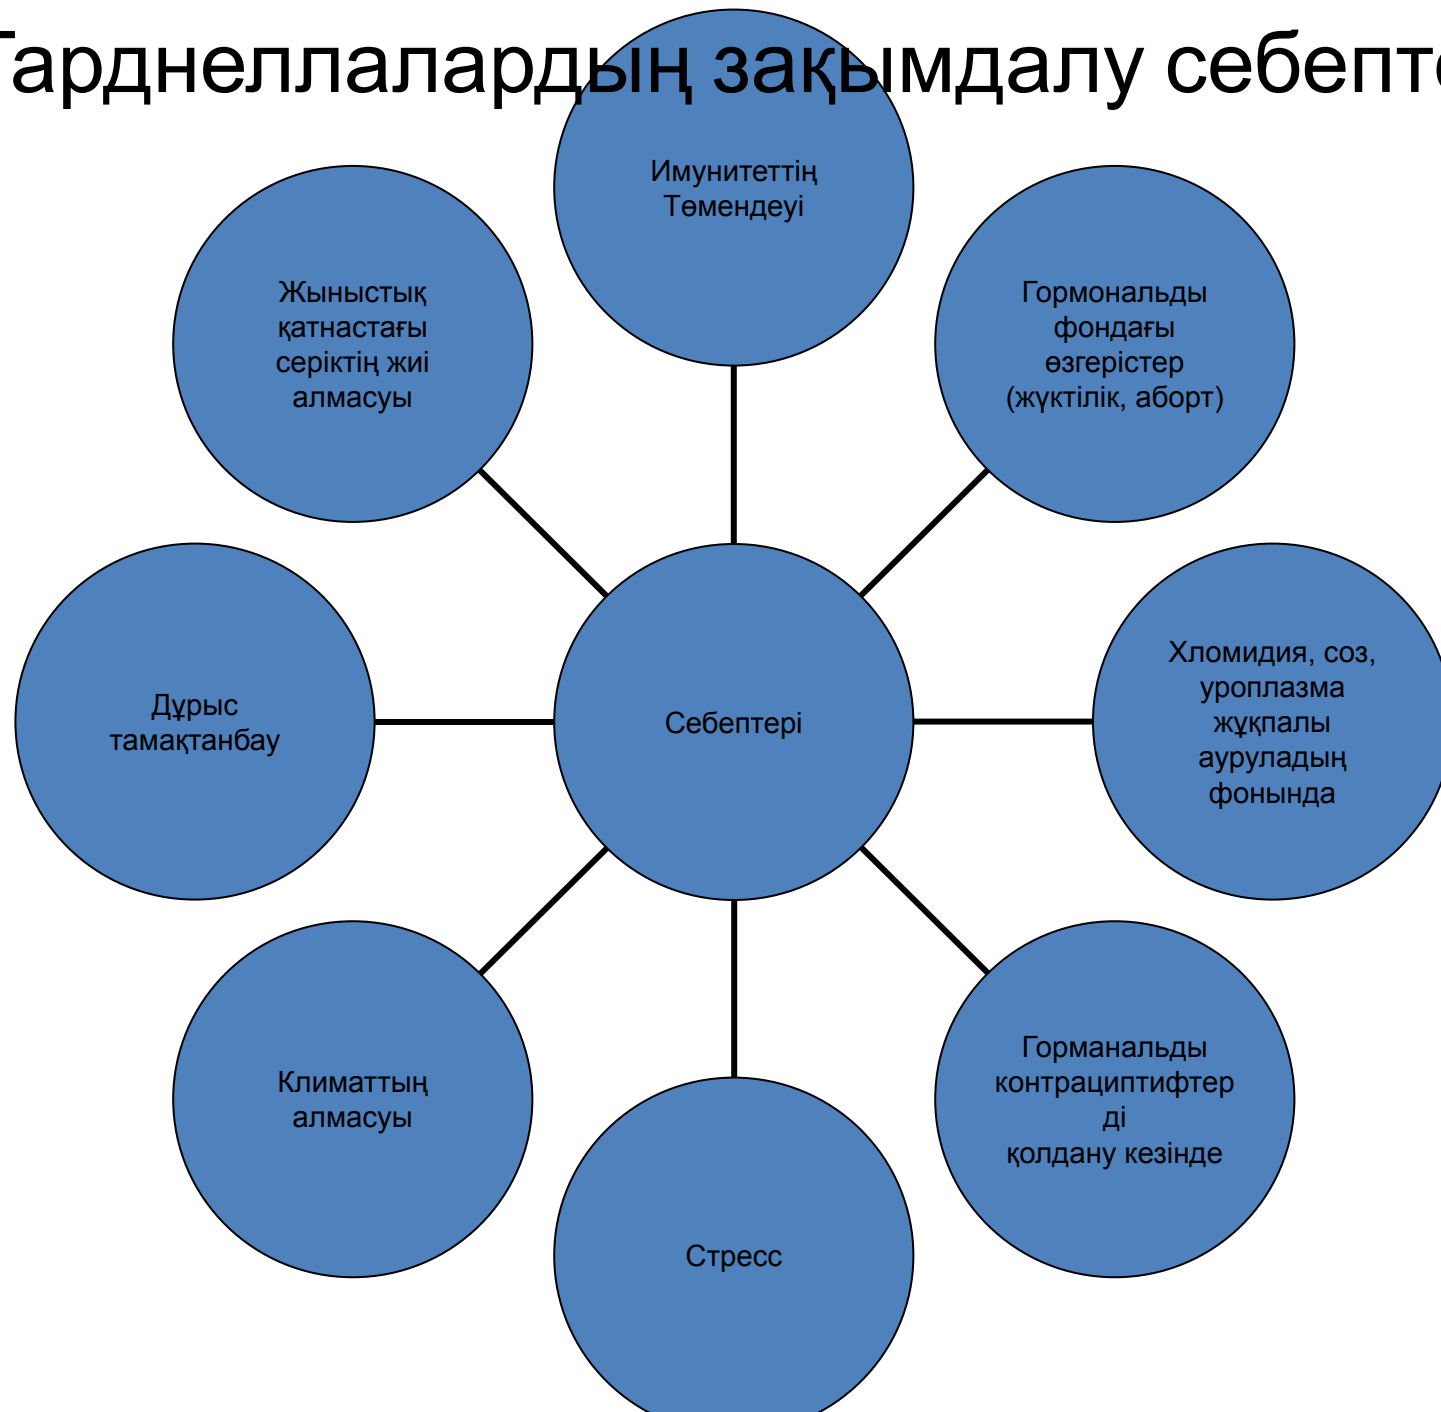 Гарднеллалардың зақымдалу себепт
Имунитеттің
Төмендеуі
Гормональды
фондағы
өзгерістер
(жүктілік, аборт)
Хломидия, соз,
уроплазма
жұқпалы
ауруладың
фонында
Горманальды
контрациптифтер
ді
қолдану кезінде
Стресс
Климаттың
алмасуы
Дұрыс
тамақтанбау
Жыныстық
қатнастағы
серіктің жиі
алмасуы
Себептері